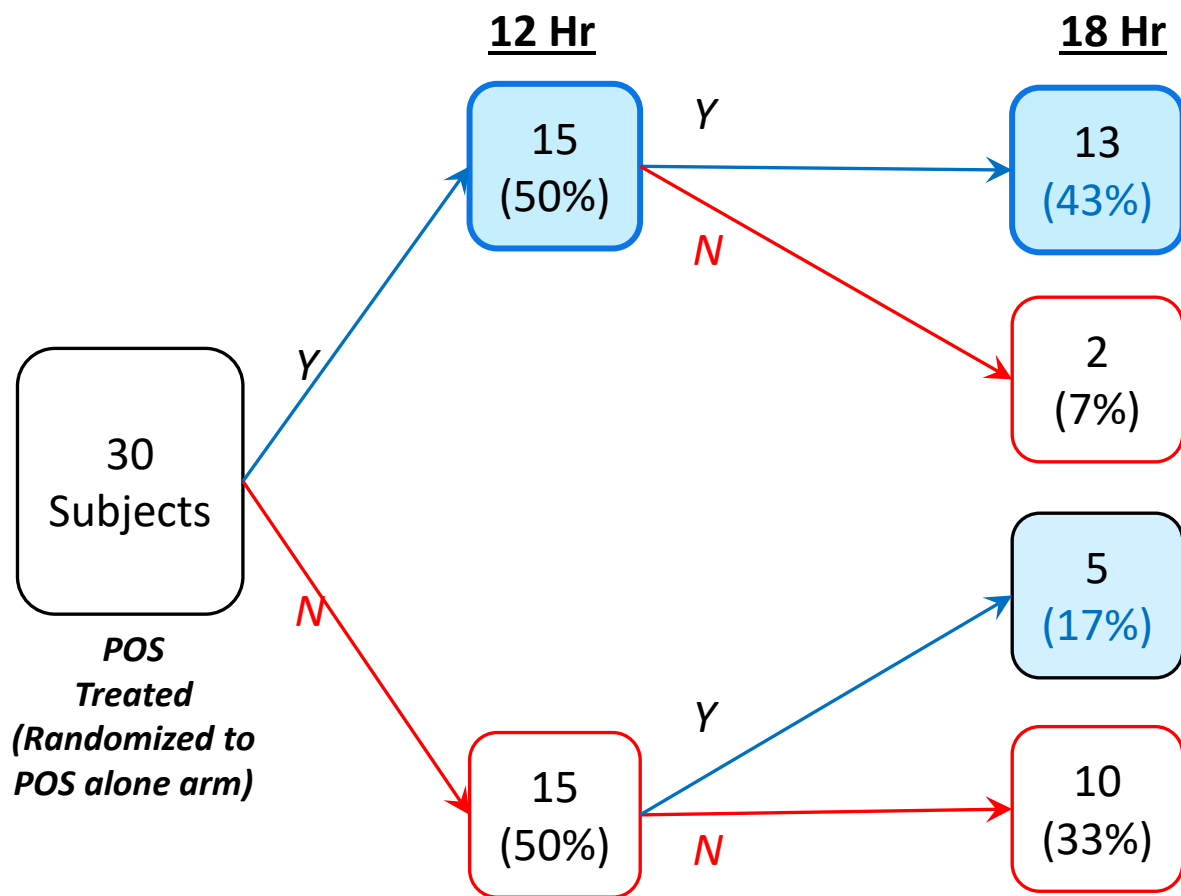 12 Hr
18 Hr
15
(50%)
Y
N
13
(43%)
2
(7%)
Y
30
Subjects
N
POS
Treated
(Randomized to
POS alone arm)
5
(17%)
Y
15
(50%)
N
10
(33%)